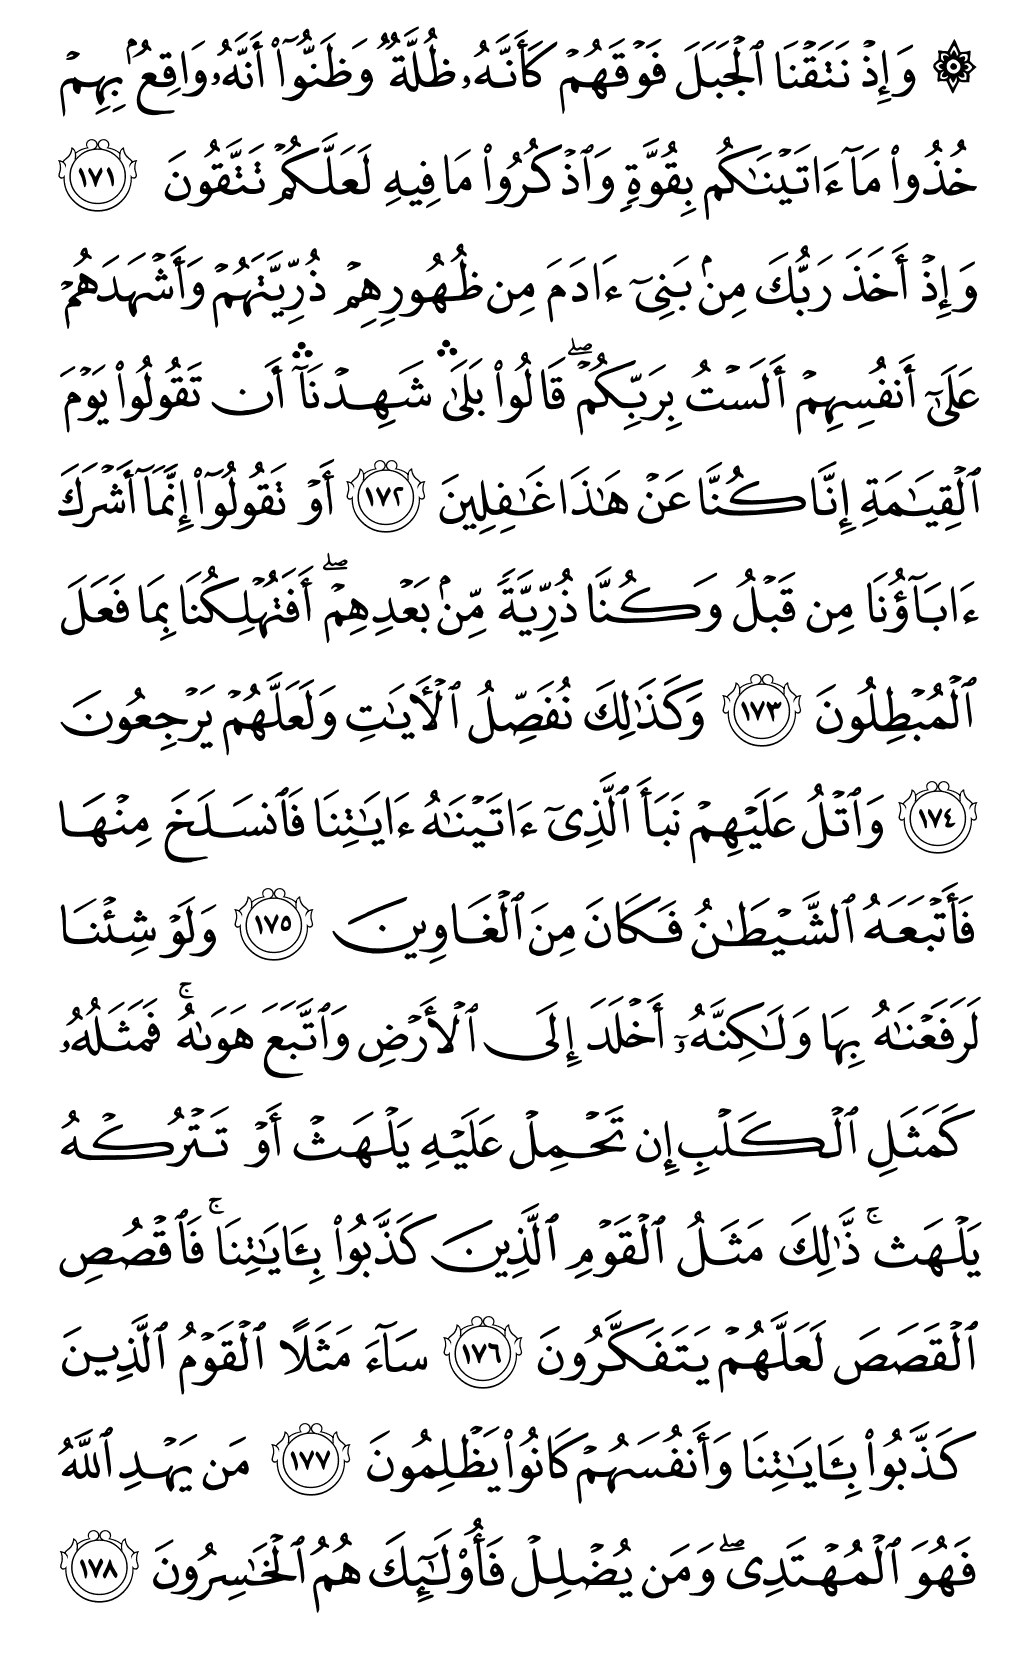 ۞ وَإِذْ نَتَقْنَا ٱلْجَبَلَ فَوْقَهُمْ كَأَنَّهُۥ ظُلَّةٌ وَظَنُّوٓا۟ أَنَّهُۥ وَاقِعٌۢ بِهِمْ
خُذُوا۟ مَآ ءَاتَيْنَٰكُم بِقُوَّةٍ وَٱذْكُرُوا۟ مَا فِيهِ لَعَلَّكُمْ تَتَّقُونَ ١٧١
وَإِذْ أَخَذَ رَبُّكَ مِنۢ بَنِىٓ ءَادَمَ مِن ظُهُورِهِمْ ذُرِّيَّتَهُمْ وَأَشْهَدَهُمْ
عَلَىٰٓ أَنفُسِهِمْ أَلَسْتُ بِرَبِّكُمْ ۖ قَالُوا۟ بَلَىٰ ۛ شَهِدْنَآ ۛ أَن تَقُولُوا۟ يَوْمَ
ٱلْقِيَٰمَةِ إِنَّا كُنَّا عَنْ هَٰذَا غَٰفِلِينَ ١٧٢ أَوْ تَقُولُوٓا۟ إِنَّمَآ أَشْرَكَ
ءَابَآؤُنَا مِن قَبْلُ وَكُنَّا ذُرِّيَّةً مِّنۢ بَعْدِهِمْ ۖ أَفَتُهْلِكُنَا بِمَا فَعَلَ
ٱلْمُبْطِلُونَ ١٧٣ وَكَذَٰلِكَ نُفَصِّلُ ٱلْأَيَٰتِ وَلَعَلَّهُمْ يَرْجِعُونَ
١٧٤ وَٱتْلُ عَلَيْهِمْ نَبَأَ ٱلَّذِىٓ ءَاتَيْنَٰهُ ءَايَٰتِنَا فَٱنسَلَخَ مِنْهَا
فَأَتْبَعَهُ ٱلشَّيْطَٰنُ فَكَانَ مِنَ ٱلْغَاوِينَ ١٧٥ وَلَوْ شِئْنَا
لَرَفَعْنَٰهُ بِهَا وَلَٰكِنَّهُۥٓ أَخْلَدَ إِلَى ٱلْأَرْضِ وَٱتَّبَعَ هَوَىٰهُ ۚ فَمَثَلُهُۥ
كَمَثَلِ ٱلْكَلْبِ إِن تَحْمِلْ عَلَيْهِ يَلْهَثْ أَوْ تَتْرُكْهُ
يَلْهَث ۚ ذَّٰلِكَ مَثَلُ ٱلْقَوْمِ ٱلَّذِينَ كَذَّبُوا۟ بِـَٔايَٰتِنَا ۚ فَٱقْصُصِ
ٱلْقَصَصَ لَعَلَّهُمْ يَتَفَكَّرُونَ ١٧٦ سَآءَ مَثَلًا ٱلْقَوْمُ ٱلَّذِينَ
كَذَّبُوا۟ بِـَٔايَٰتِنَا وَأَنفُسَهُمْ كَانُوا۟ يَظْلِمُونَ ١٧٧ مَن يَهْدِ ٱللَّهُ
فَهُوَ ٱلْمُهْتَدِى ۖ وَمَن يُضْلِلْ فَأُو۟لَٰٓئِكَ هُمُ ٱلْخَٰسِرُونَ ١٧٨